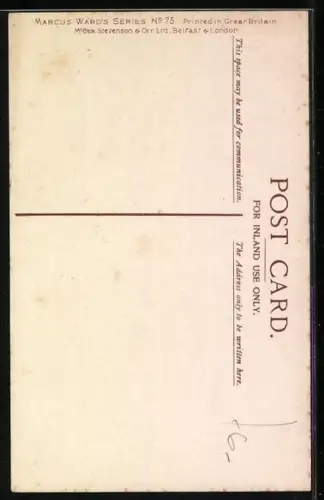 MARCUS WARD'S SERIES Nº 75 Printed in Great Britain
McCaw Stevenson & Orr Ltd, Belfast & London
POST CARD.
FOR INLAND USE ONLY.
This space may be used for communication.
The Address only to be written here.